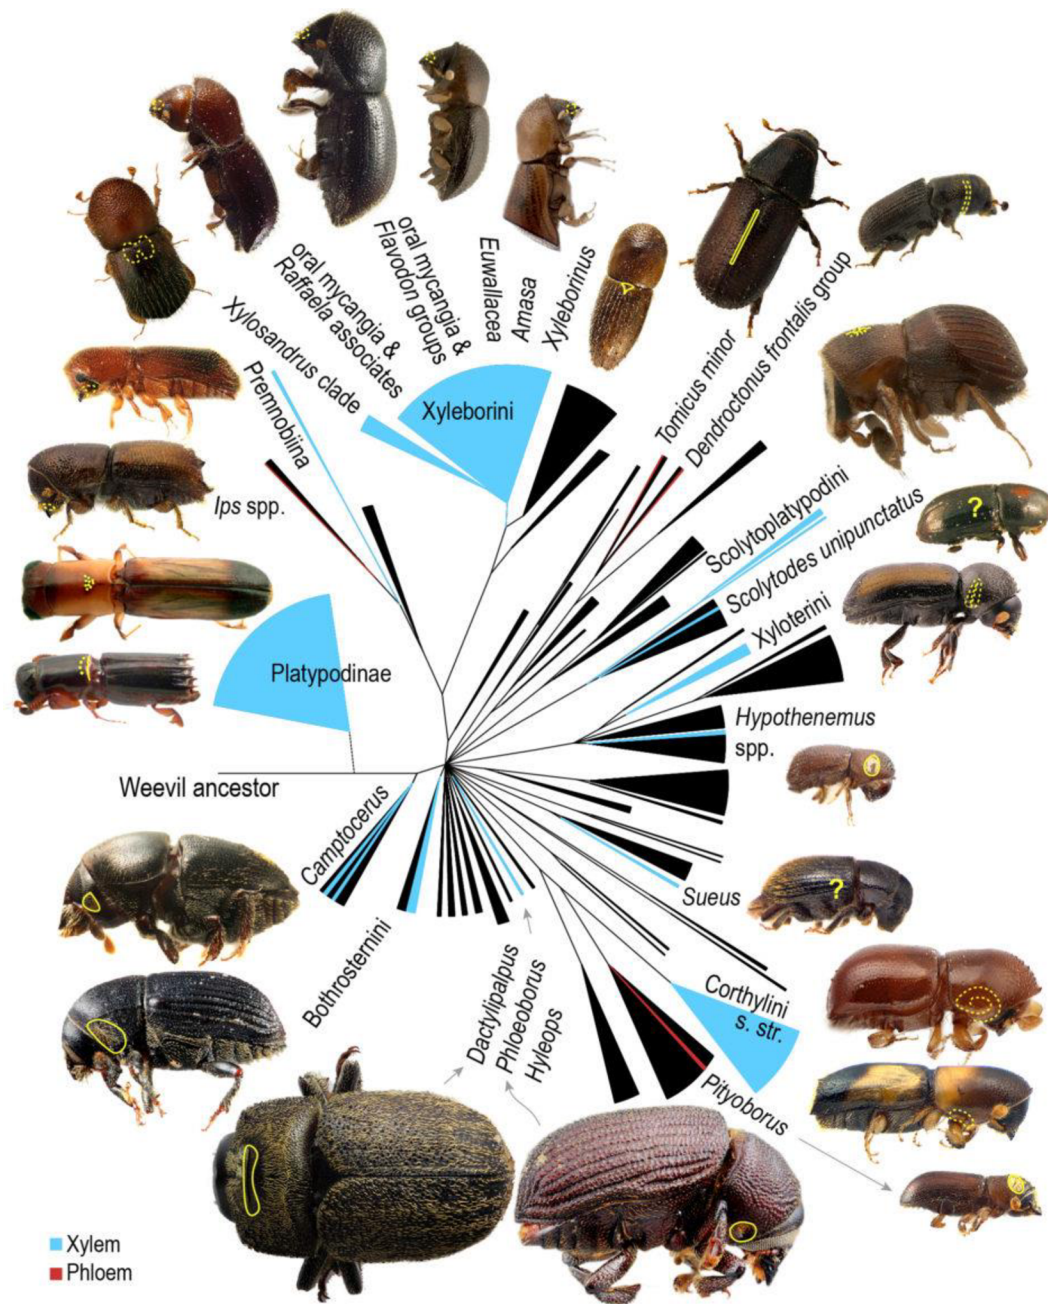 oral mycangia &
Raffaela associates
oral mycangia &
Flavodon groups
Euwallacea
Amasa
Xyleborinus
Tomicus minor
Dendroctonus frontalis group
Xylosandrus clade
Premnobiina
Ips spp.
Xyleborini
Scolytoplatypodini
Scolytodes unipunctatus
?
Xyloterini
Platypodinae
Hypothenemus
spp.
Weevil ancestor
Camptocerus
Bothrosternini
Sueus
?
Dactylipalpus
Phloeoborus
Hyleops
Corthylini
s. str.
Pityoborus
Xylem
Phloem